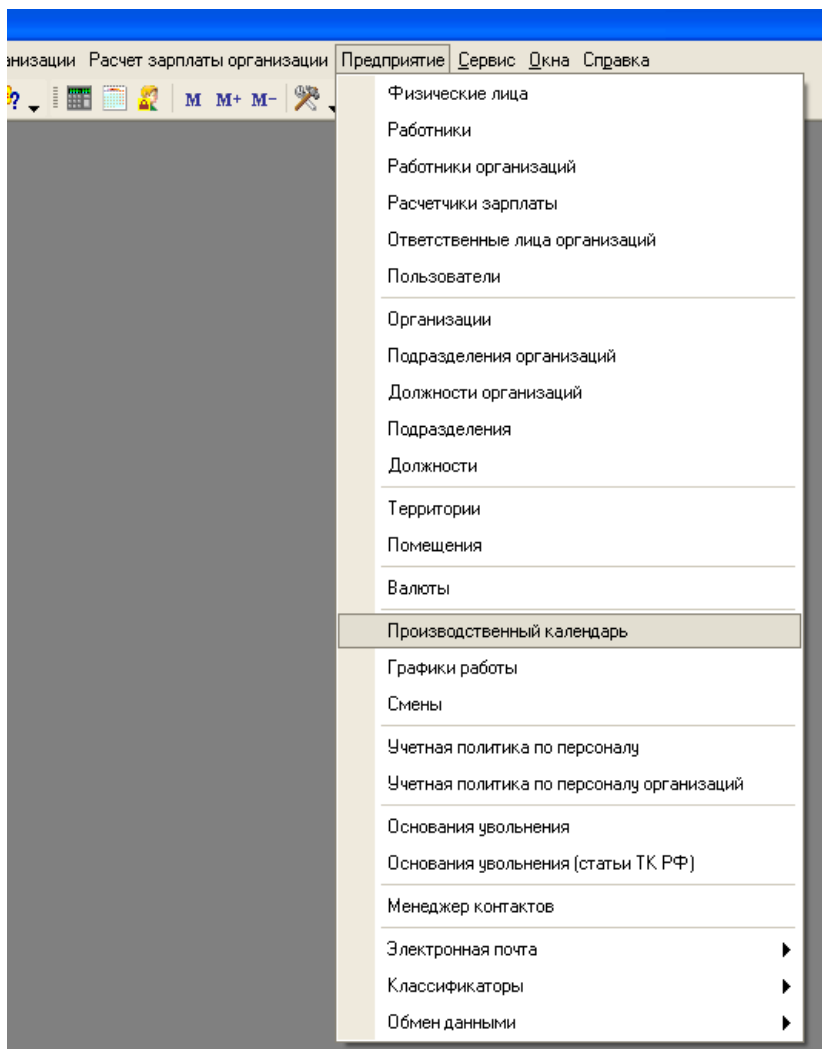 Расчет зарплаты организации Предприятие Сервис Окна Справка
M M+ M-
Физические лица
Работники
Работники организаций
Расчетчики зарплаты
Ответственные лица организаций
Пользователи
Организации
Подразделения организаций
Должности организаций
Подразделения
Должности
Территории
Помещения
Валюты
Производственный календарь
Графики работы
Смены
Учетная политика по персоналу
Учетная политика по персоналу организаций
Основания увольнения
Основания увольнения (статьи ТК РФ)
Менеджер контактов
Электронная почта
Классификаторы
Обмен данными